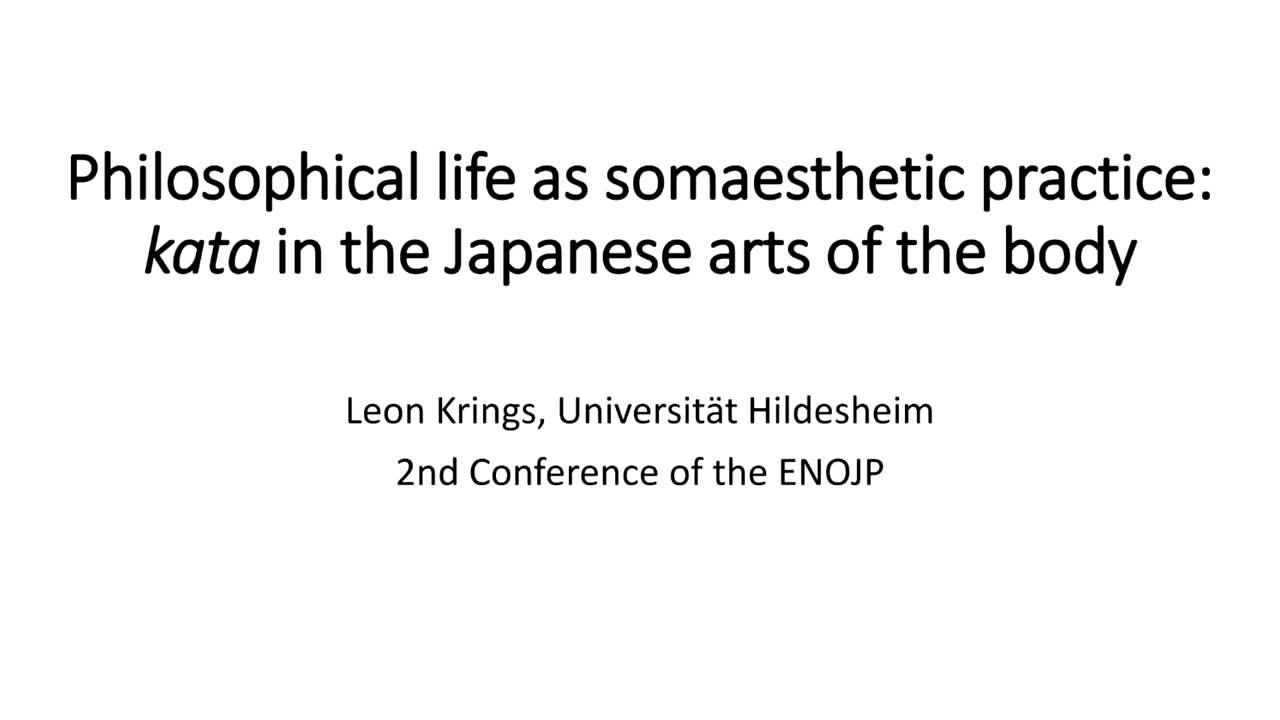 Philosophical life as somaesthetic practice:
kata in the Japanese arts of the body
Leon Krings, Universität Hildesheim
2nd Conference of the ENOJP